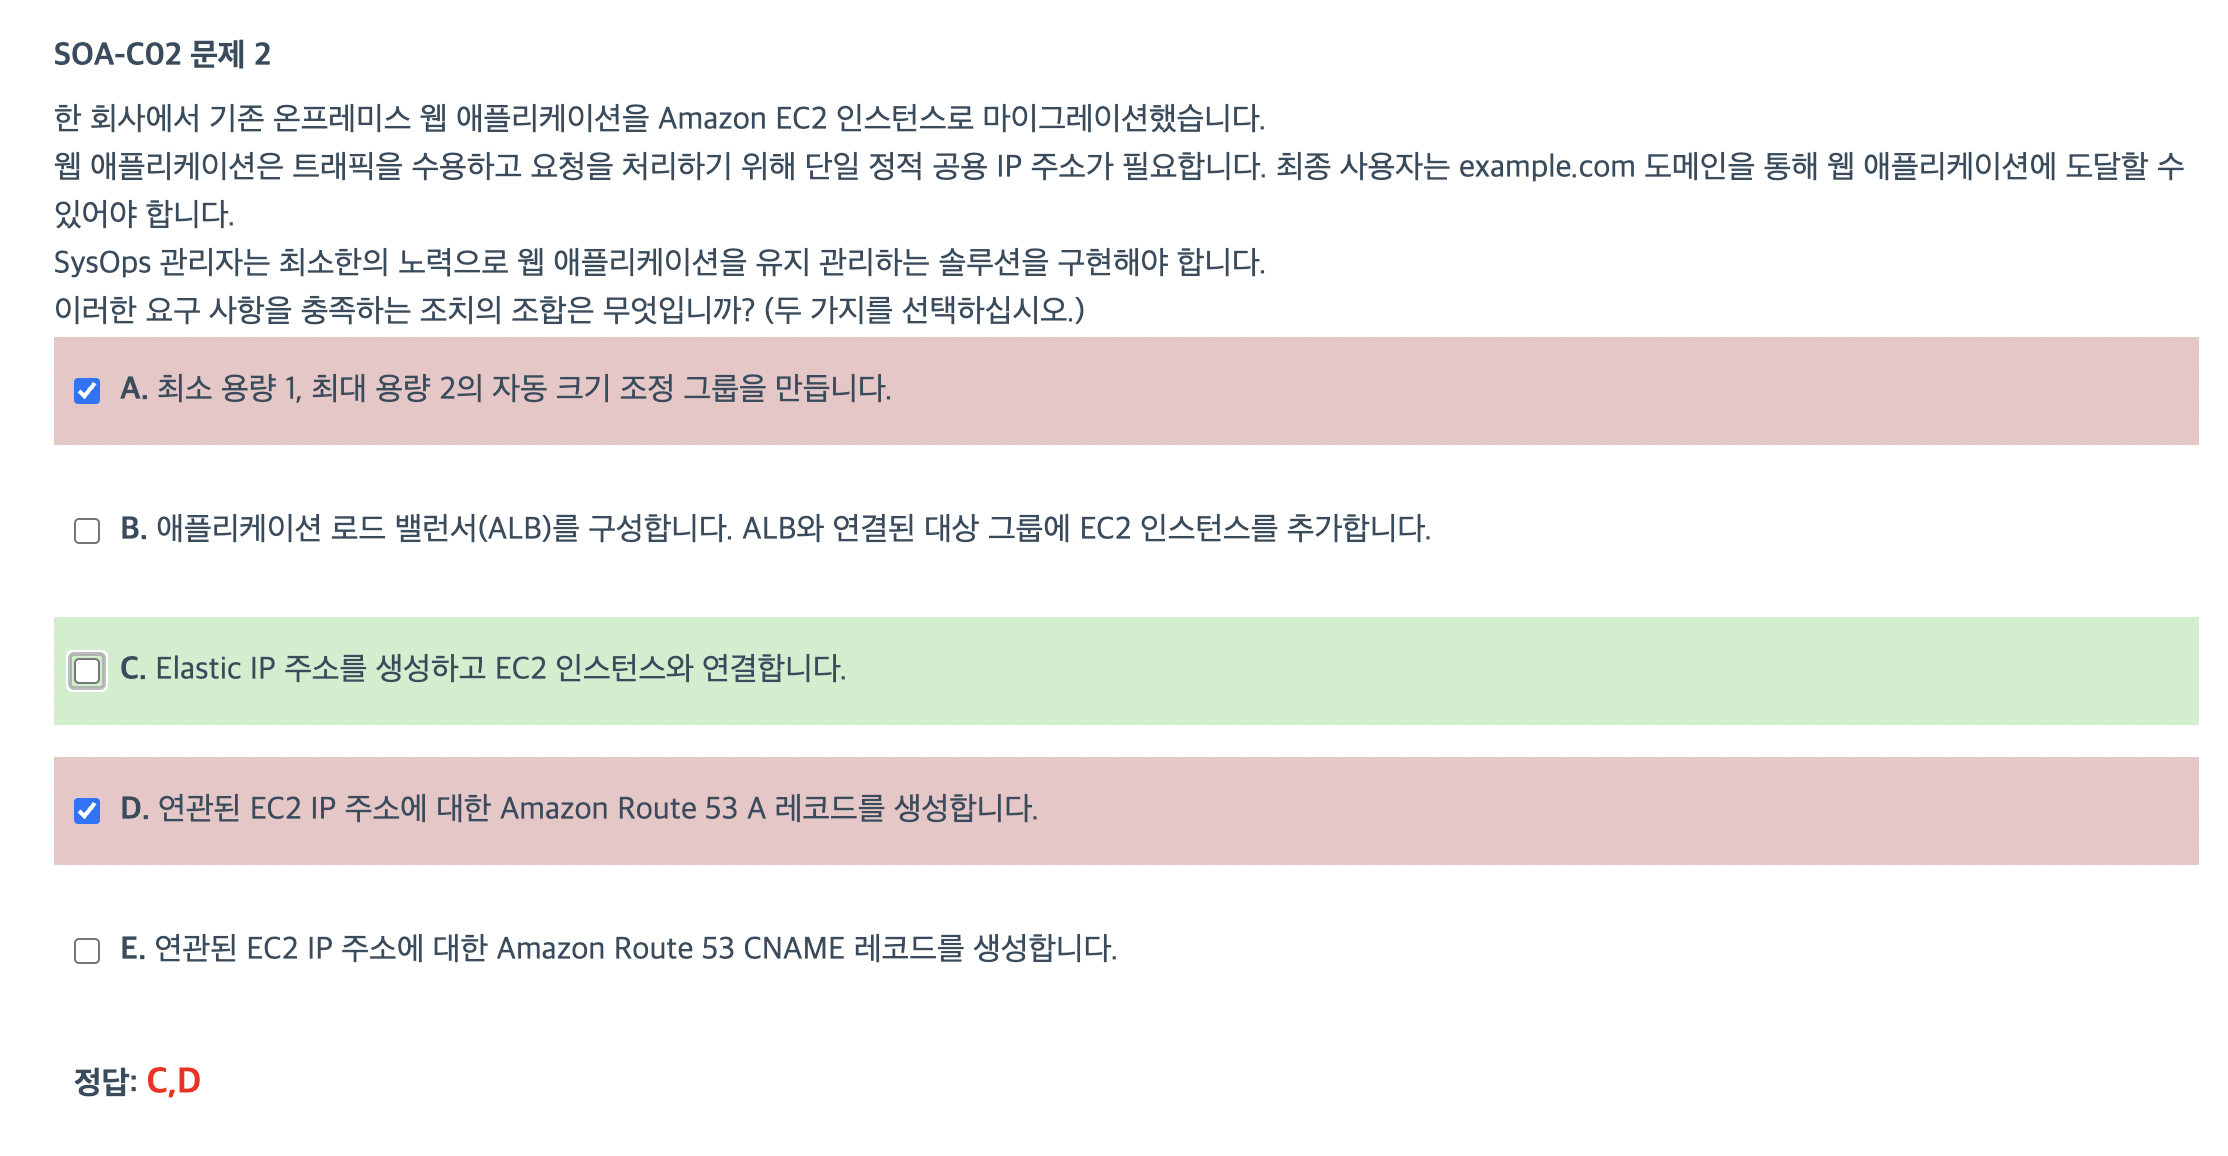 SOA-C02 문제 2
한 회사에서 기존 온프레미스 웹 애플리케이션을 Amazon EC2 인스턴스로 마이그레이션했습니다.
웹 애플리케이션은 트래픽을 수용하고 요청을 처리하기 위해 단일 정적 공용 IP 주소가 필요합니다. 최종 사용자는 example.com 도메인을 통해 웹 애플리케이션에 도달할 수
있어야 합니다.
SysOps 관리자는 최소한의 노력으로 웹 애플리케이션을 유지 관리하는 솔루션을 구현해야 합니다.
이러한 요구 사항을 충족하는 조치의 조합은 무엇입니까? (두 가지를 선택하십시오.)
A. 최소 용량 1, 최대 용량 2의 자동 크기 조정 그룹을 만듭니다.
B. 애플리케이션 로드 밸런서(ALB)를 구성합니다. ALB와 연결된 대상 그룹에 EC2 인스턴스를 추가합니다.
C. Elastic IP 주소를 생성하고 EC2 인스턴스와 연결합니다.
D. 연관된 EC2 IP 주소에 대한 Amazon Route 53 A 레코드를 생성합니다.
E. 연관된 EC2 IP 주소에 대한 Amazon Route 53 CNAME 레코드를 생성합니다.
정답: C,D